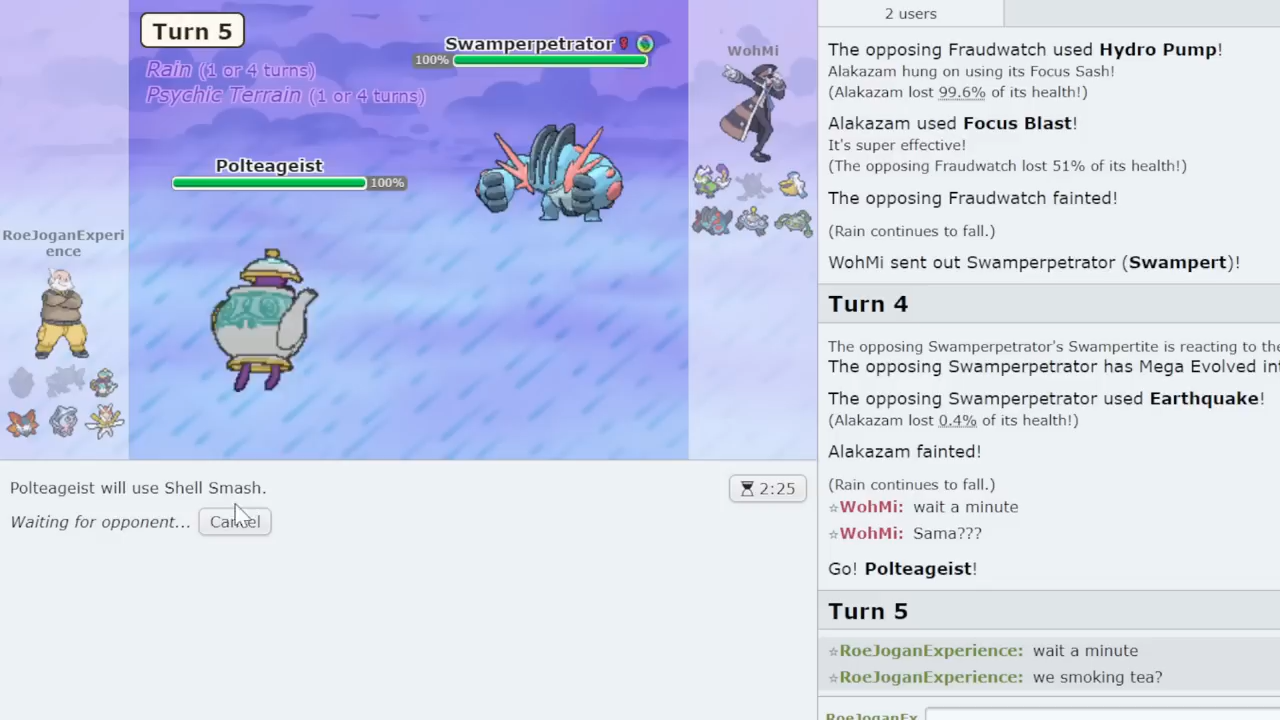 Turn 5
Rain (1 or 4 turns)
Psychic Terrain (1 or 4 turns)
Swamperpetrator
100%
Polteageist
100%
RoeJoganExperi
ence
WohMi
Polteageist will use Shell Smash.
Waiting for opponent... Cancel
2:25
2 users
The opposing Fraudwatch used Hydro Pump!
Alakazam hung on using its Focus Sash!
(Alakazam lost 99.6% of its health!)
Alakazam used Focus Blast!
It's super effective!
(The opposing Fraudwatch lost 51% of its health!)
The opposing Fraudwatch fainted!
(Rain continues to fall.)
WohMi sent out Swamperpetrator (Swampert)!
Turn 4
The opposing Swamperpetrator's Swampertite is reacting to the
The opposing Swamperpetrator has Mega Evolved int
The opposing Swamperpetrator used Earthquake!
(Alakazam lost 0.4% of its health!)
Alakazam fainted!
(Rain continues to fall.)
☆WohMi: wait a minute
☆WohMi: Sama???
Go! Polteageist!
Turn 5
☆RoeJoganExperience: wait a minute
☆RoeJoganExperience: we smoking tea?
RoeJoganEx